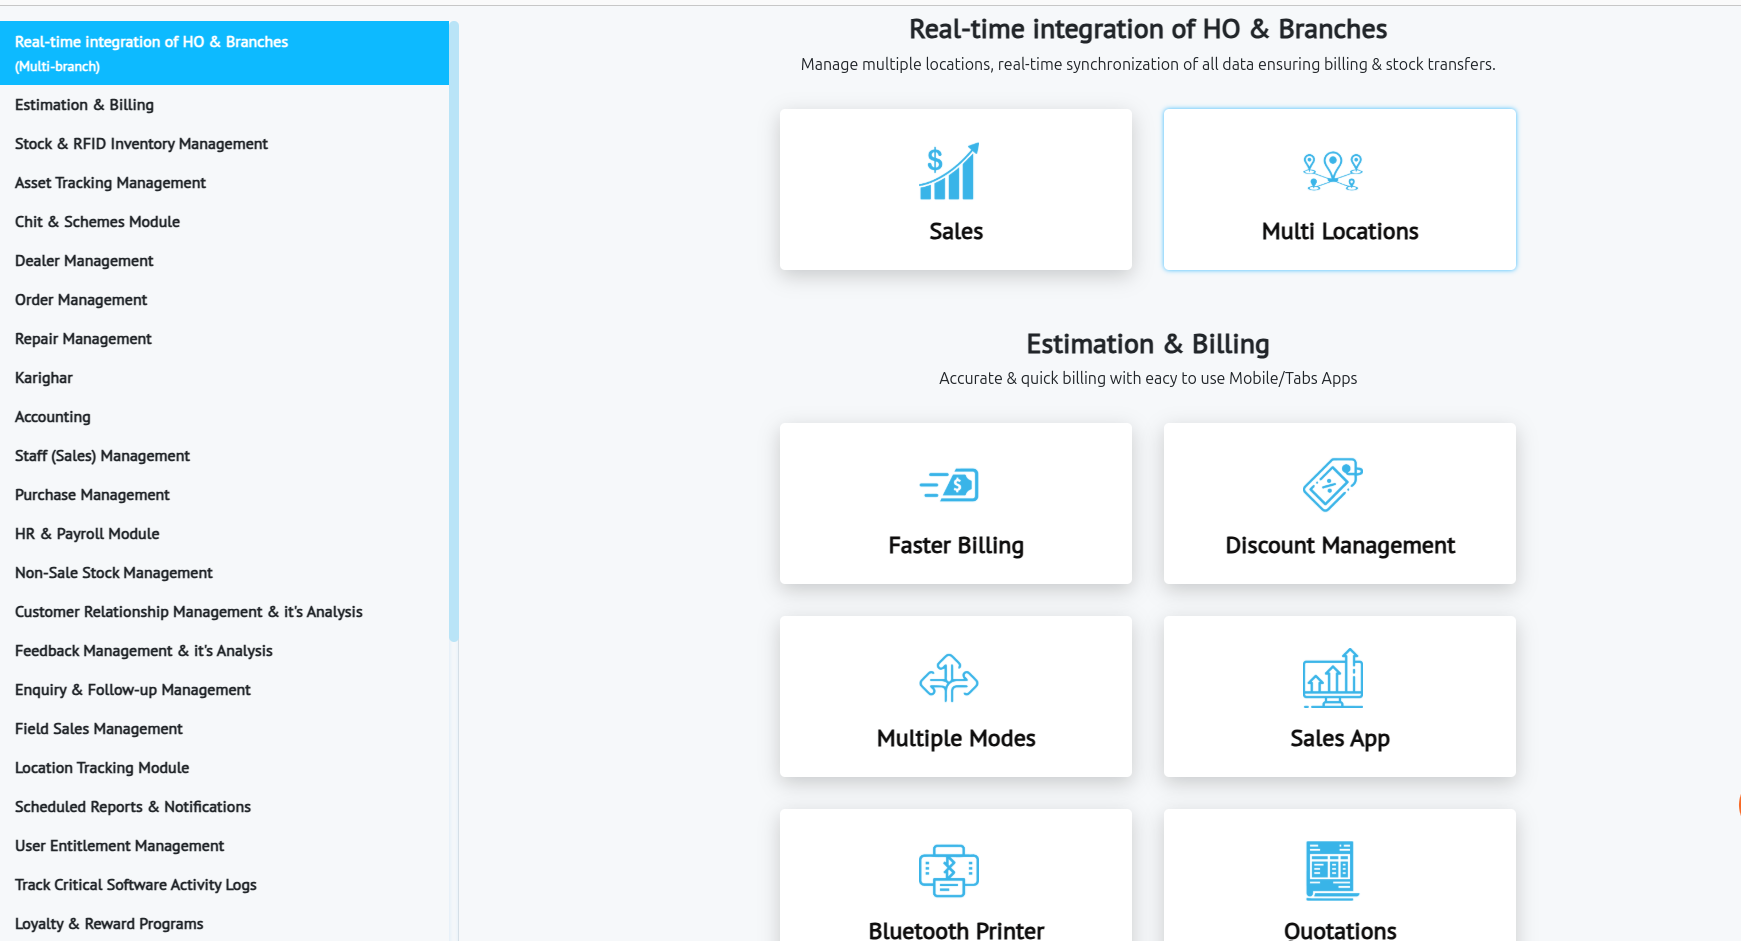 Real-time integration of HO & Branches
(Multi-branch)
Estimation & Billing
Stock & RFID Inventory Management
Asset Tracking Management
Chit & Schemes Module
Dealer Management
Order Management
Repair Management
Karighar
Accounting
Staff (Sales) Management
Purchase Management
HR & Payroll Module
Non-Sale Stock Management
Customer Relationship Management & it's Analysis
Feedback Management & it's Analysis
Enquiry & Follow-up Management
Field Sales Management
Location Tracking Module
Scheduled Reports & Notifications
User Entitlement Management
Track Critical Software Activity Logs
Loyalty & Reward Programs
Real-time integration of HO & Branches
Manage multiple locations, real-time synchronization of all data ensuring billing & stock transfers.
Sales
Multi Locations
Estimation & Billing
Accurate & quick billing with eacy to use Mobile/Tabs Apps
Faster Billing
Discount Management
Multiple Modes
Sales App
Bluetooth Printer
Quotations